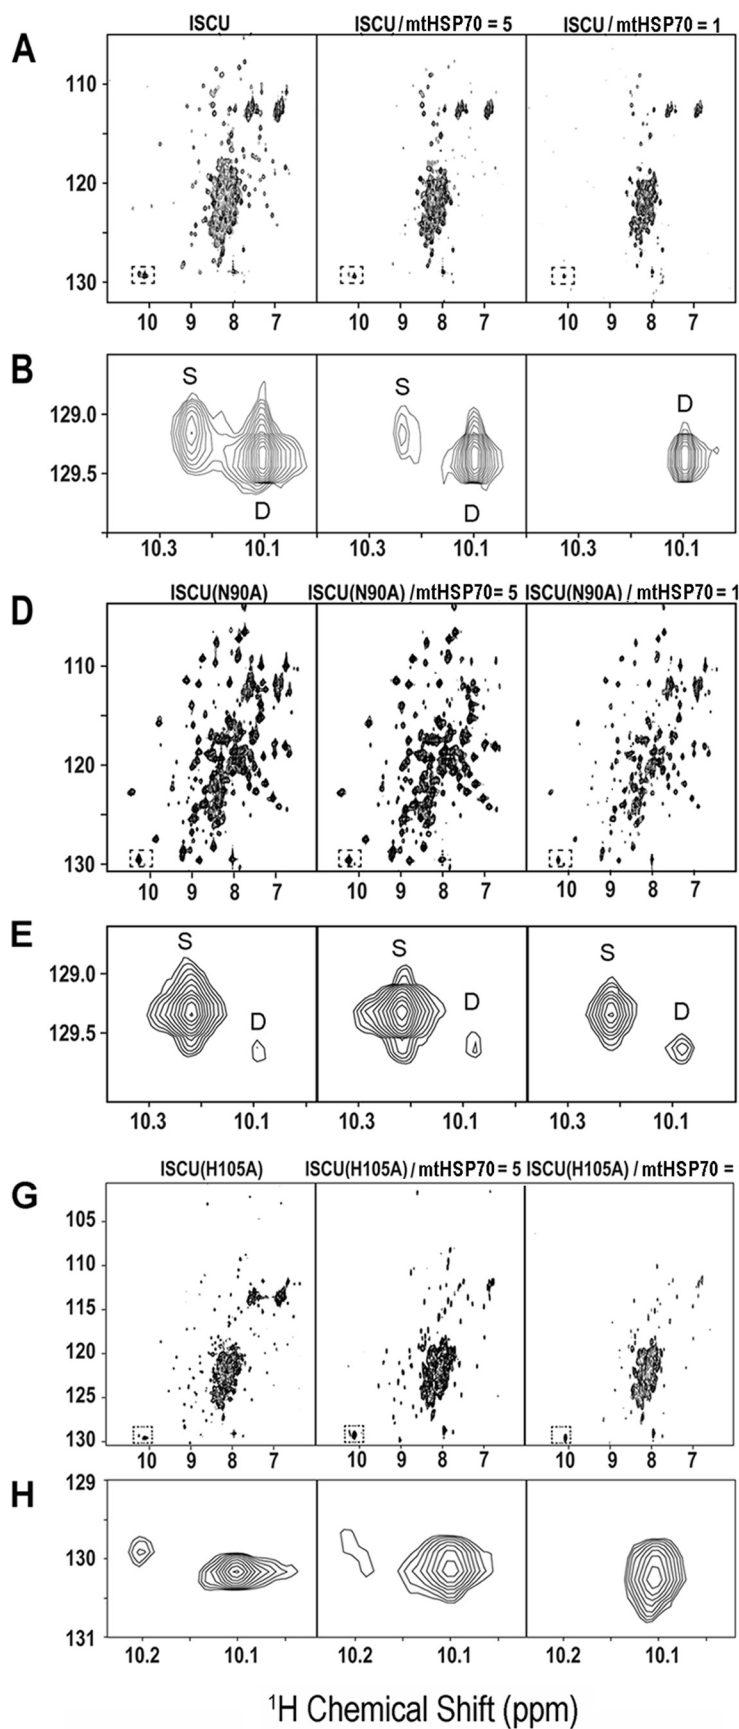 A
ISCU ISCU / mtHSP70 = 5 ISCU / mtHSP70 = 1
110
120
130
10 9 8 7 10 9 8 7 10 9 8 7
B
S S D
129.0
129.5
D D
10.3 10.1 10.3 10.1 10.3 10.1
D
ISCU(N90A) ISCU(N90A) / mtHSP70= 5 ISCU(N90A) / mtHSP70 = 1
110
120
130
10 9 8 7 10 9 8 7 10 9 8 7
E
S S S
129.0
D D D
129.5
10.3 10.1 10.3 10.1 10.3 10.1
G
ISCU(H105A) ISCU(H105A) / mtHSP70 = 5 ISCU(H105A) / mtHSP70 =
105
110
115
120
125
130
10 9 8 7 10 9 8 7 10 9 8 7
H
129
130
131
10.2 10.1 10.2 10.1 10.2 10.1
¹H Chemical Shift (ppm)